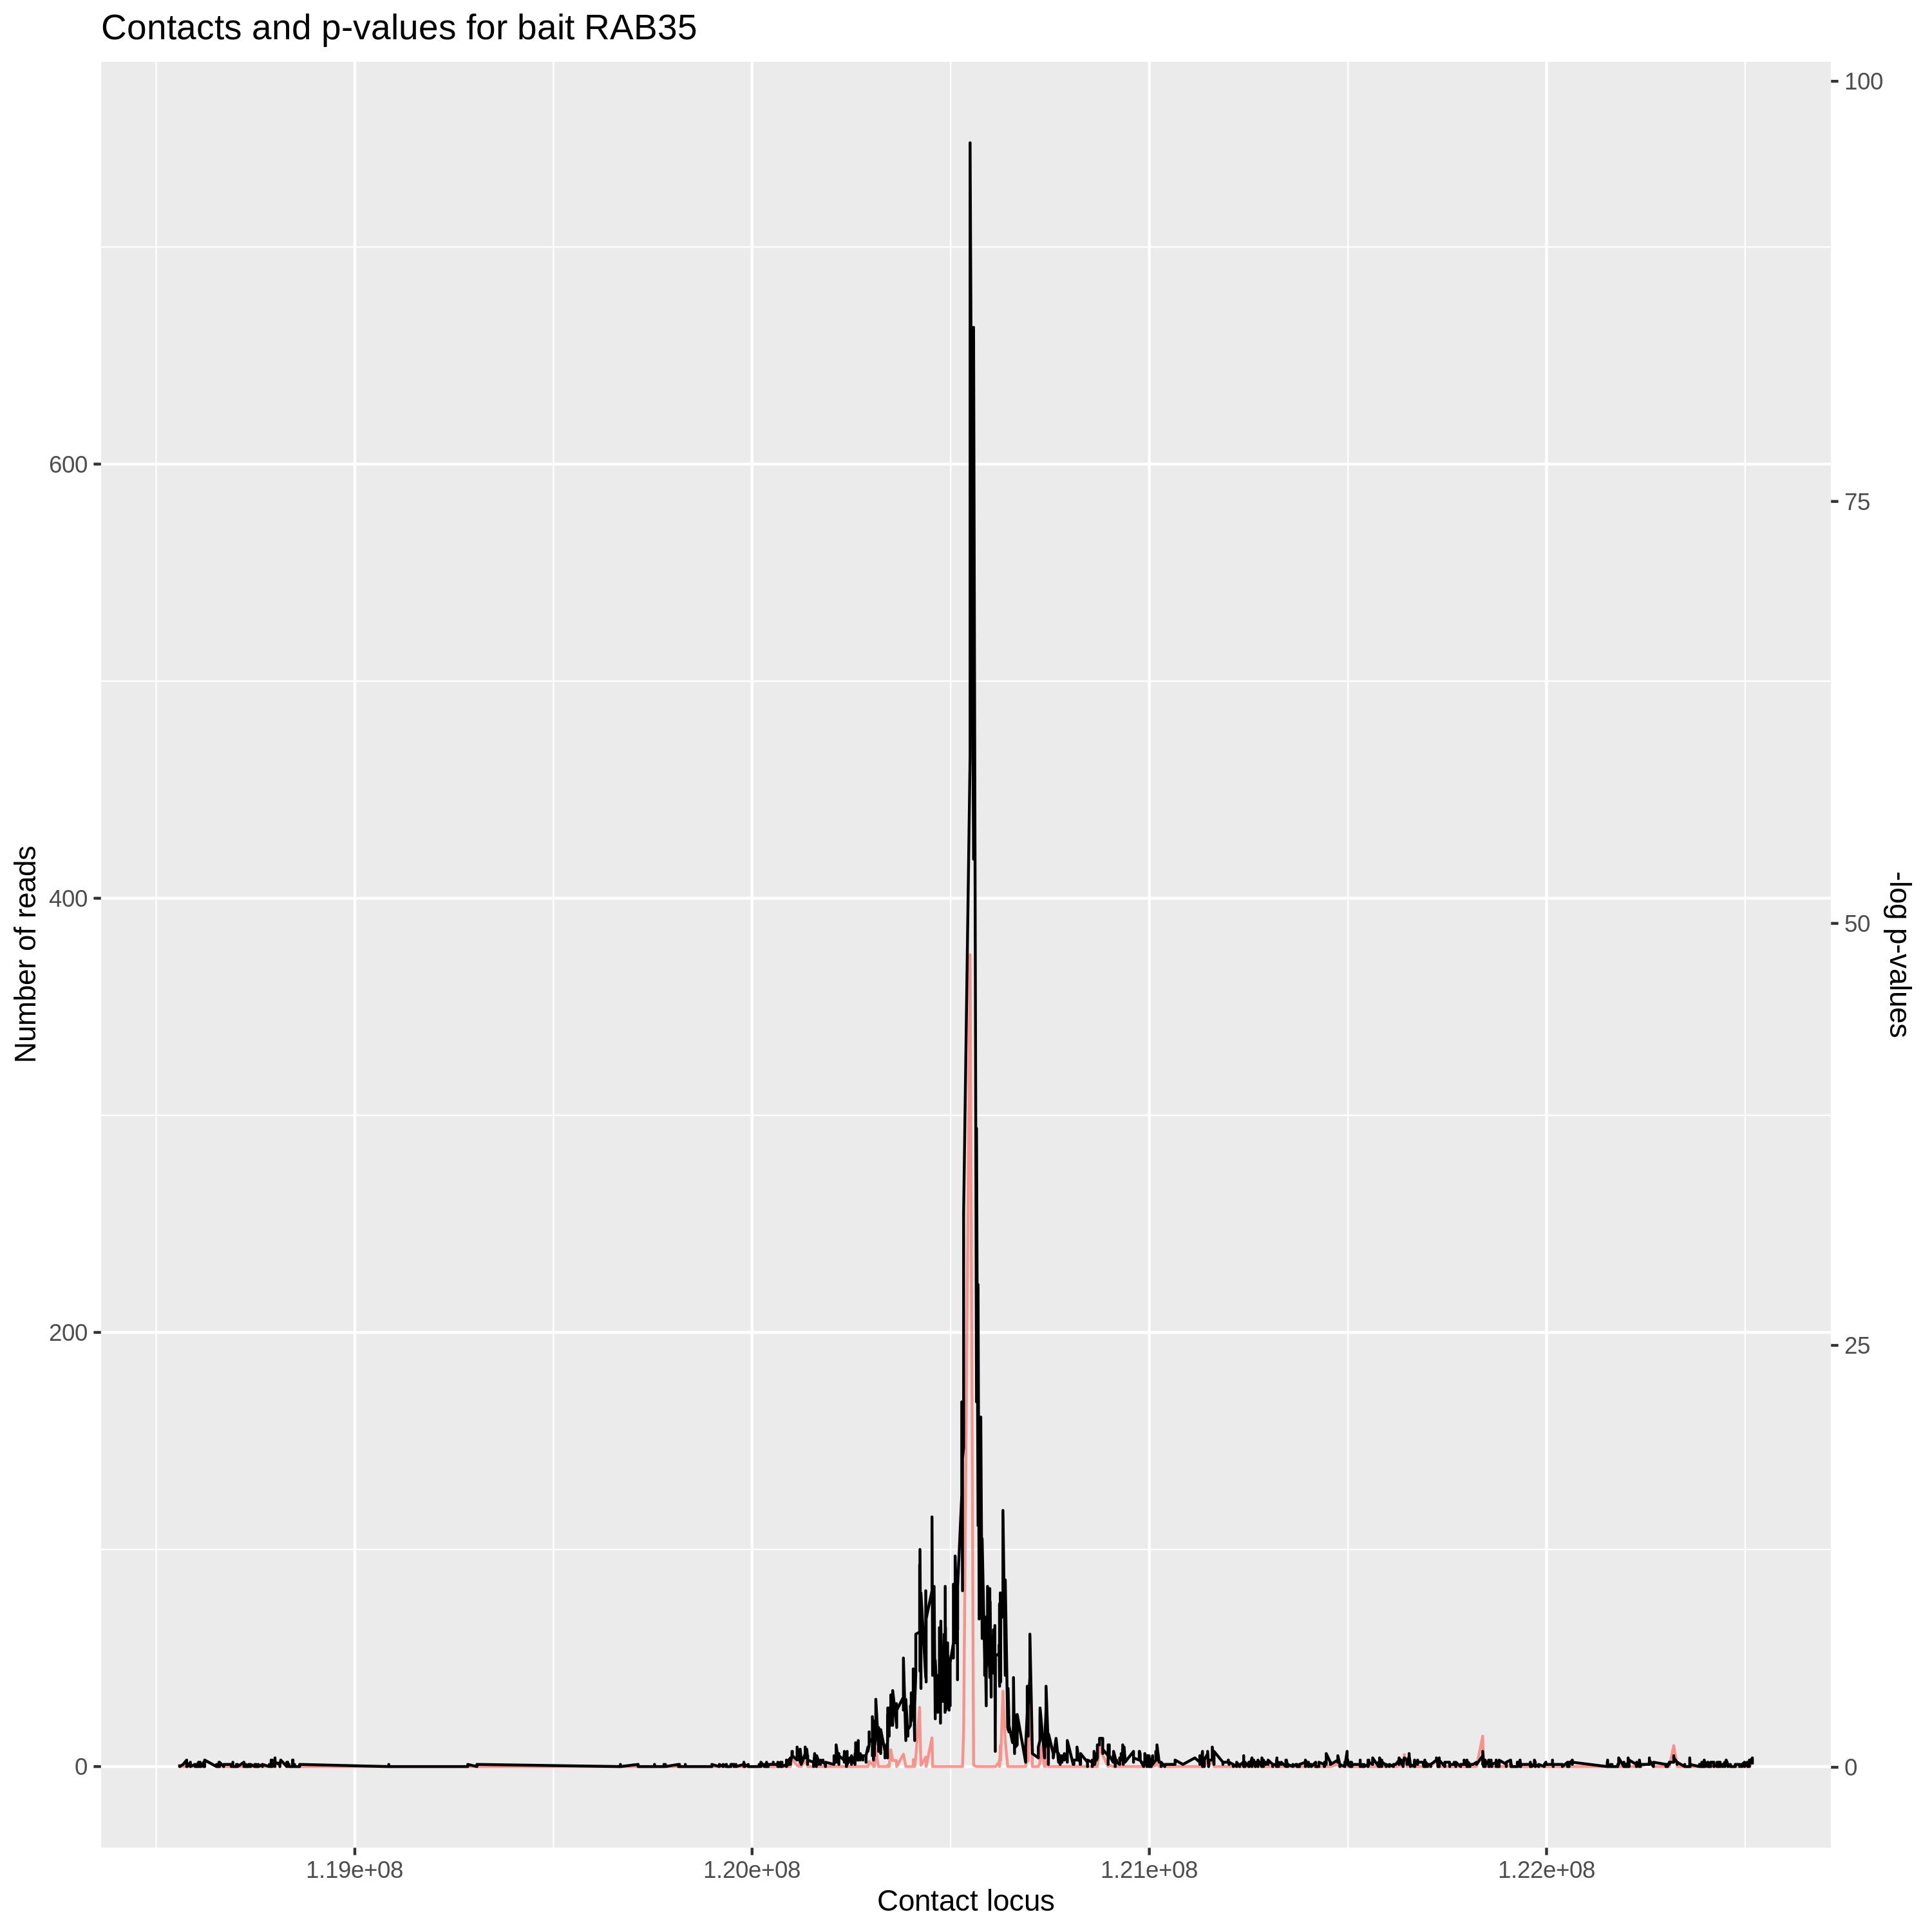 Contacts and p-values for bait RAB35
100
75
50
25
0
-log p-values
600
400
200
0
Number of reads
1.19e+08
1.20e+08
1.21e+08
1.22e+08
Contact locus